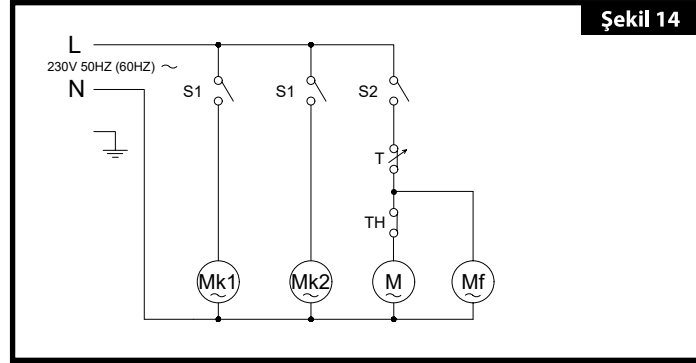 Şekil 14
L
230V 50HZ (60HZ) ~
N
S1 S1 S2
T
TH
Mk1 Mk2 M Mf